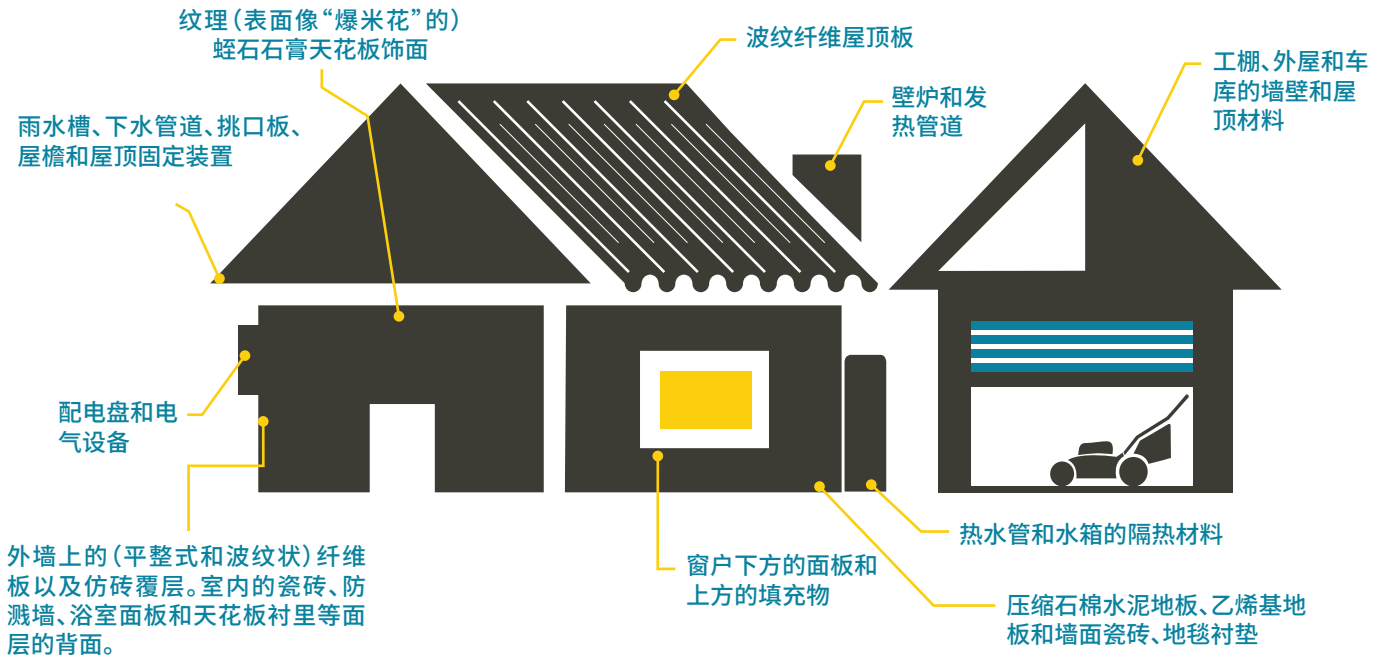 纹理（表面像“爆米花”的）
蛭石石膏天花板饰面
波纹纤维屋顶板
工棚、外屋和车
库的墙壁和屋
顶材料
壁炉和发
热管道
雨水槽、下水管道、挑口板、
屋檐和屋顶固定装置
配电盘和电
气设备
外墙上的（平整式和波纹状）纤维
板以及仿砖覆层。室内的瓷砖、防
溅墙、浴室面板和天花板衬里等面
层的背面。
窗户下方的面板和
上方的填充物
热水管和水箱的隔热材料
压缩石棉水泥地板、乙烯基地
板和墙面瓷砖、地毯衬垫